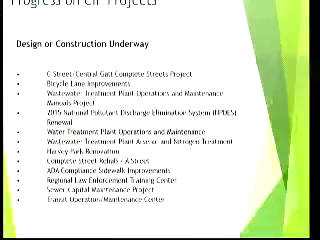 Progress on CIP Projects
Design or Construction Underway
• C Street/Central Galt Complete Streets Project
• Bicycle Lane Improvements
• Wastewater Treatment Plant Operations and Maintenance
Manuals Project
• 2015 National Pollutant Discharge Elimination System (NPDES)
Renewal
• Water Treatment Plant Operations and Maintenance
• Wastewater Treatment Plant Arsenic and Nitrogen Treatment
• Harvey Park Renovation
• Complete Street Rehab - A Street
• ADA Compliance Sidewalk Improvements
• Regional Law Enforcement Training Center
• Sewer Capital Maintenance Project
• Transit Operation/Maintenance Center